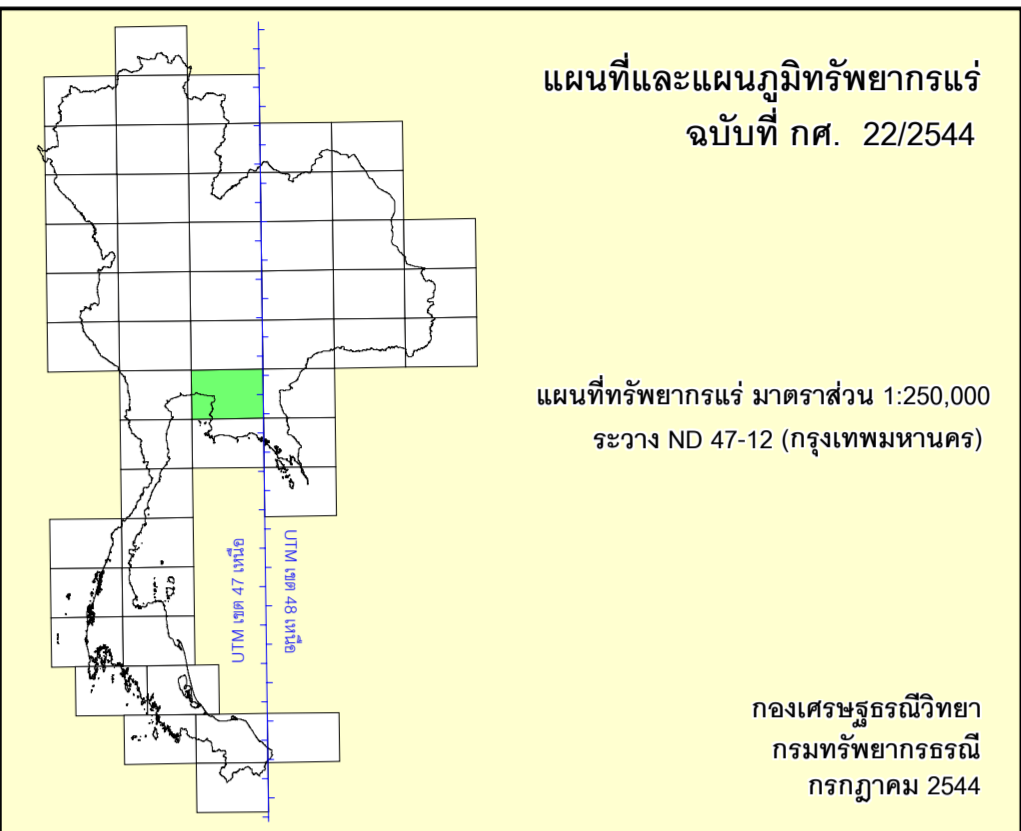 แผนที่และแผนภูมิทรัพยากรแร่
ฉบับที่ กศ. 22/2544
แผนที่ทรัพยากรแร่ มาตราส่วน 1:250,000
ระวาง ND 47-12 (กรุงเทพมหานคร)
UTM เขต 47 เหนือ
UTM เขต 48 เหนือ
กองเศรษฐธรณีวิทยา
กรมทรัพยากรธรณี
กรกฎาคม 2544